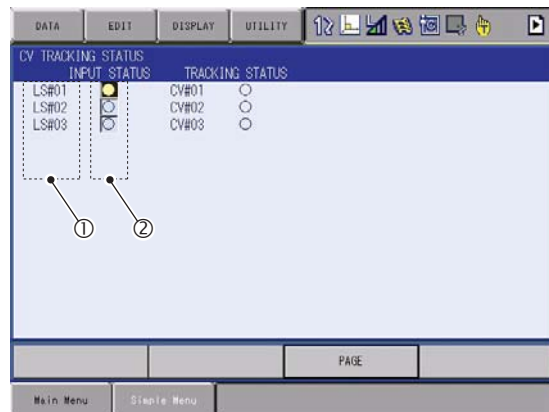 DATA EDIT DISPLAY UTILITY
CV TRACKING STATUS
INPUT STATUS TRACKING STATUS
LS#01 CV#01
LS#02 CV#02
LS#03 CV#03
① ②
PAGE
Main Menu Simple Menu